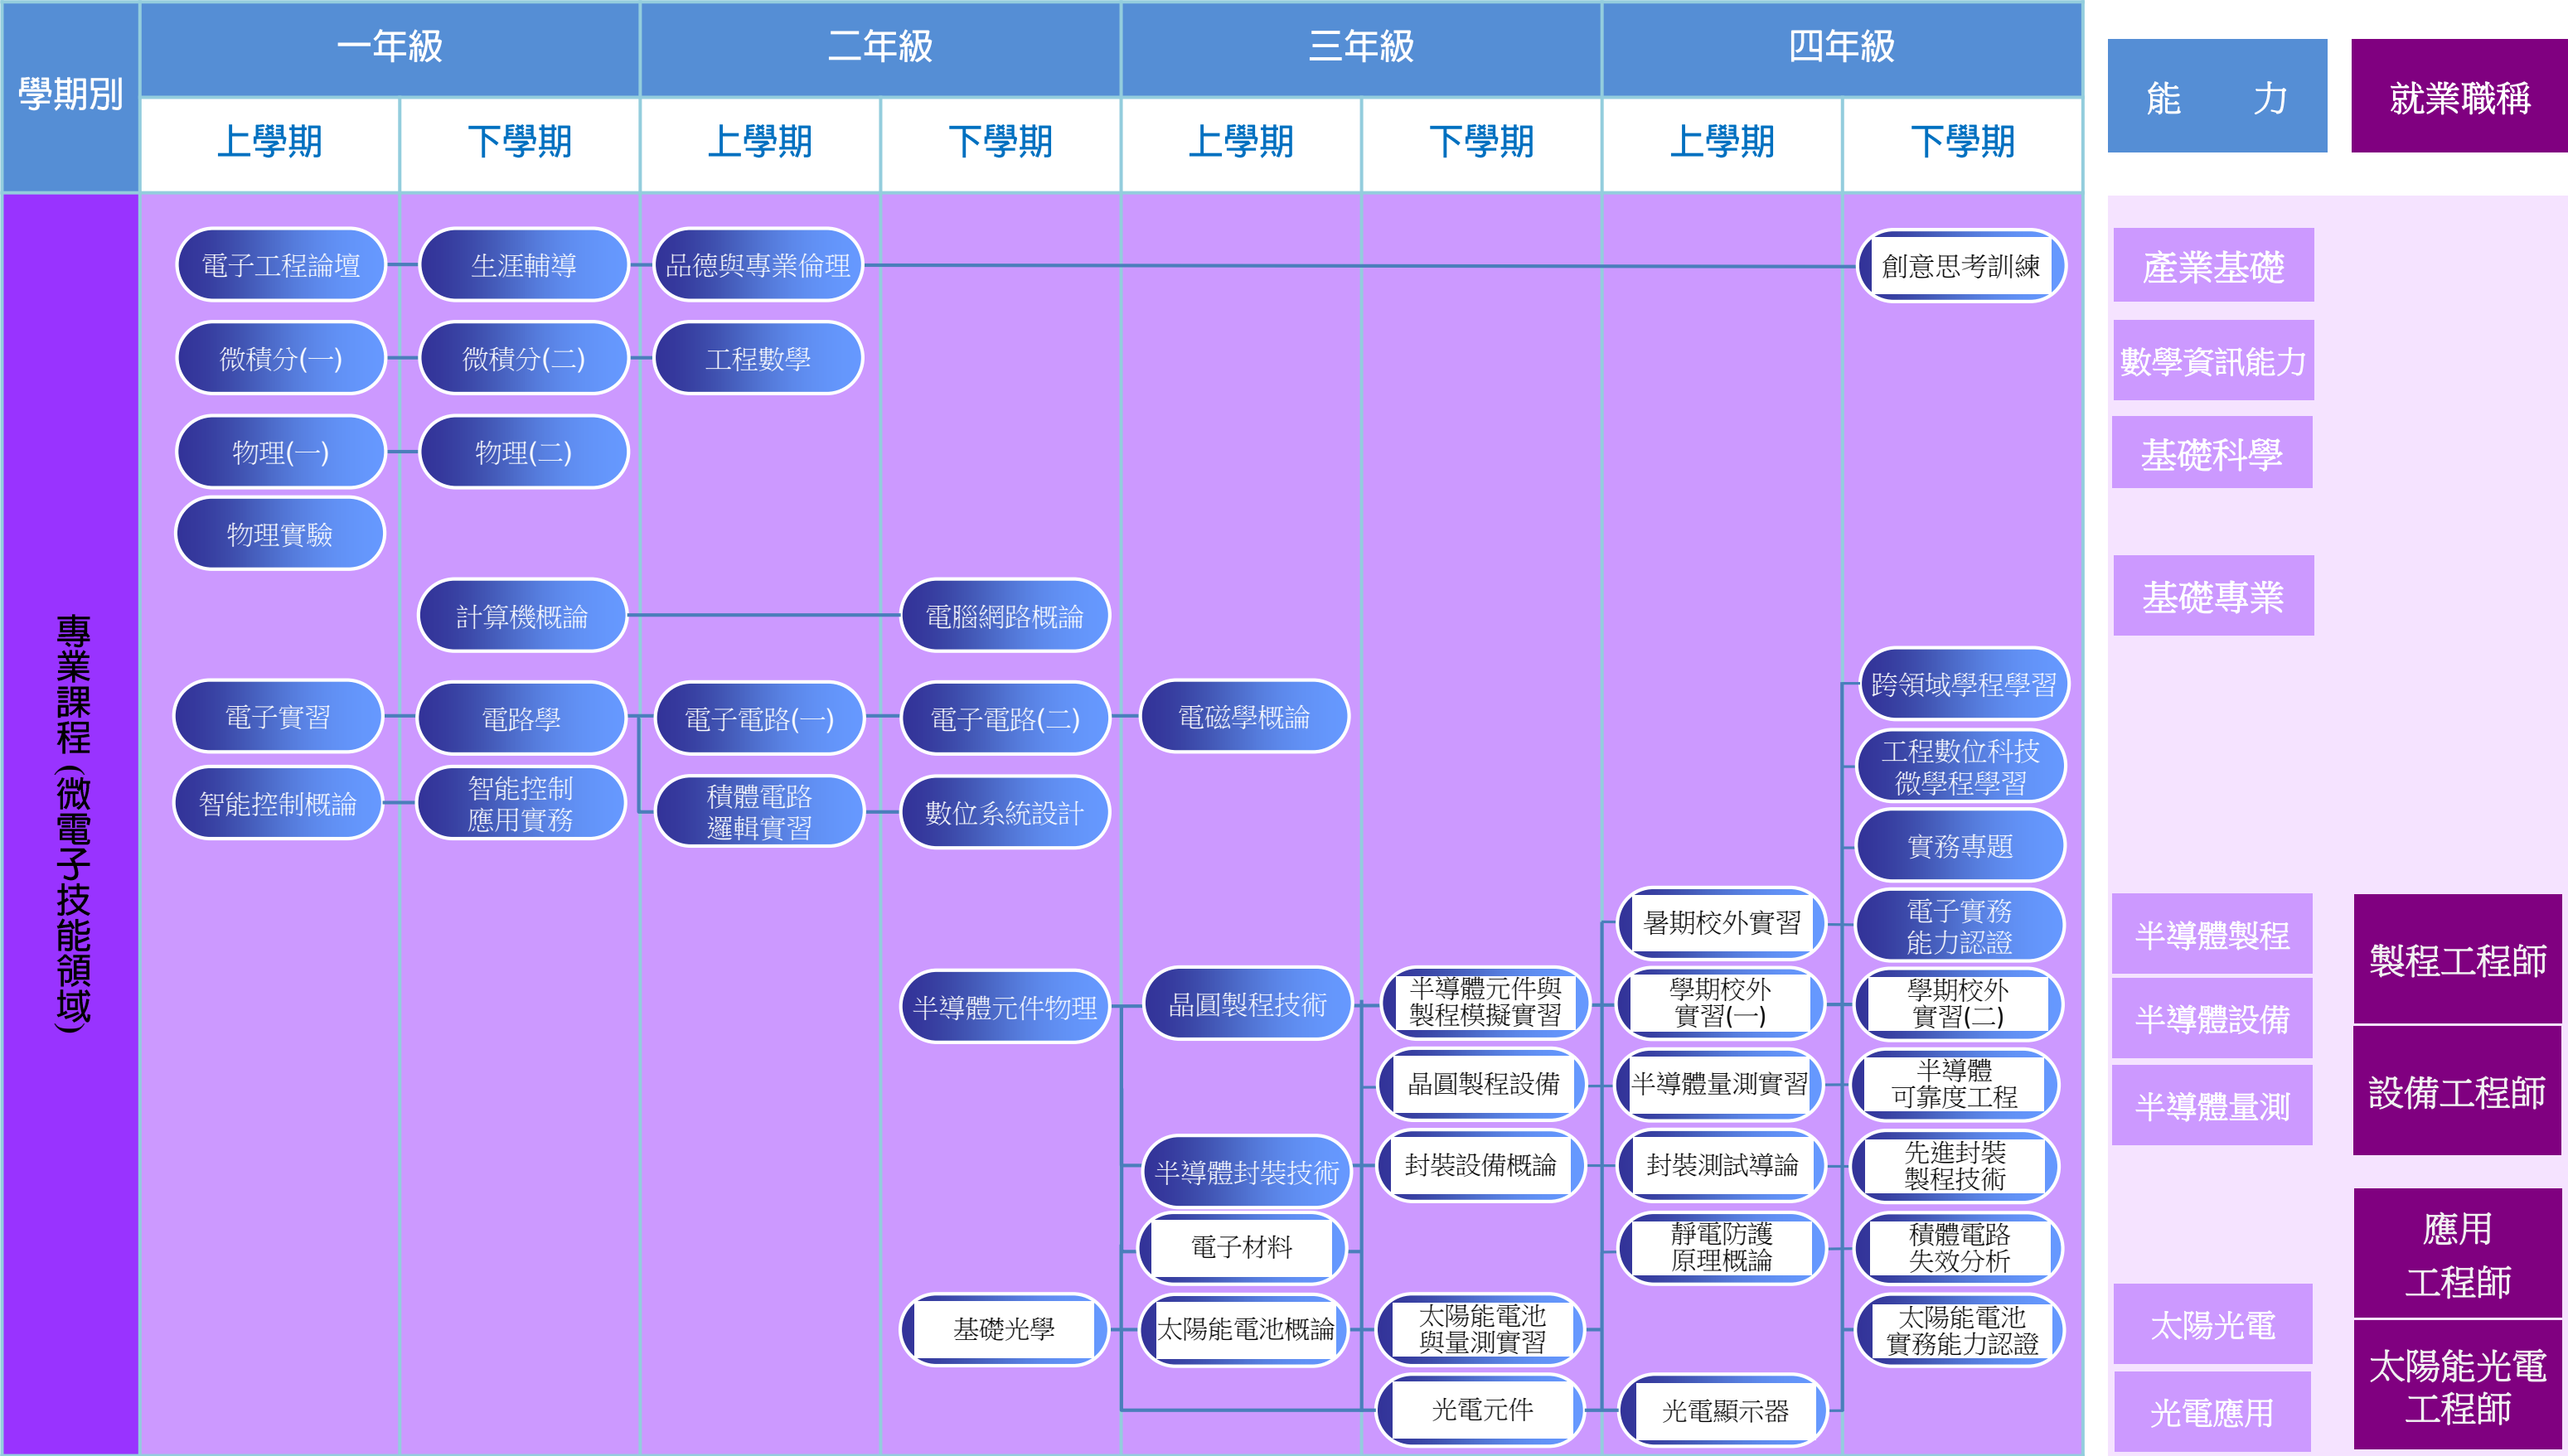 學期別
一年級
二年級
三年級
四年級
能 力
就業職稱
上學期
下學期
上學期
下學期
上學期
下學期
上學期
下學期
專業課程(微電子技能領域)
電子工程論壇
生涯輔導
品德與專業倫理
創意思考訓練
產業基礎
微積分(一)
微積分(二)
工程數學
數學資訊能力
物理(一)
物理(二)
基礎科學
物理實驗
計算機概論
電腦網路概論
基礎專業
跨領域學程學習
電子實習
電路學
電子電路(一)
電子電路(二)
電磁學概論
工程數位科技
微學程學習
智能控制概論
智能控制
應用實務
積體電路
邏輯實習
數位系統設計
實務專題
暑期校外實習
電子實務
能力認證
半導體製程
製程工程師
半導體元件物理
晶圓製程技術
半導體元件與
製程模擬實習
學期校外
實習(一)
學期校外
實習(二)
半導體設備
晶圓製程設備
半導體量測實習
半導體
可靠度工程
設備工程師
半導體量測
半導體封裝技術
封裝設備概論
封裝測試導論
先進封裝
製程技術
電子材料
靜電防護
原理概論
積體電路
失效分析
應用
工程師
基礎光學
太陽能電池概論
太陽能電池
與量測實習
太陽能電池
實務能力認證
太陽光電
太陽能光電
工程師
光電元件
光電顯示器
光電應用